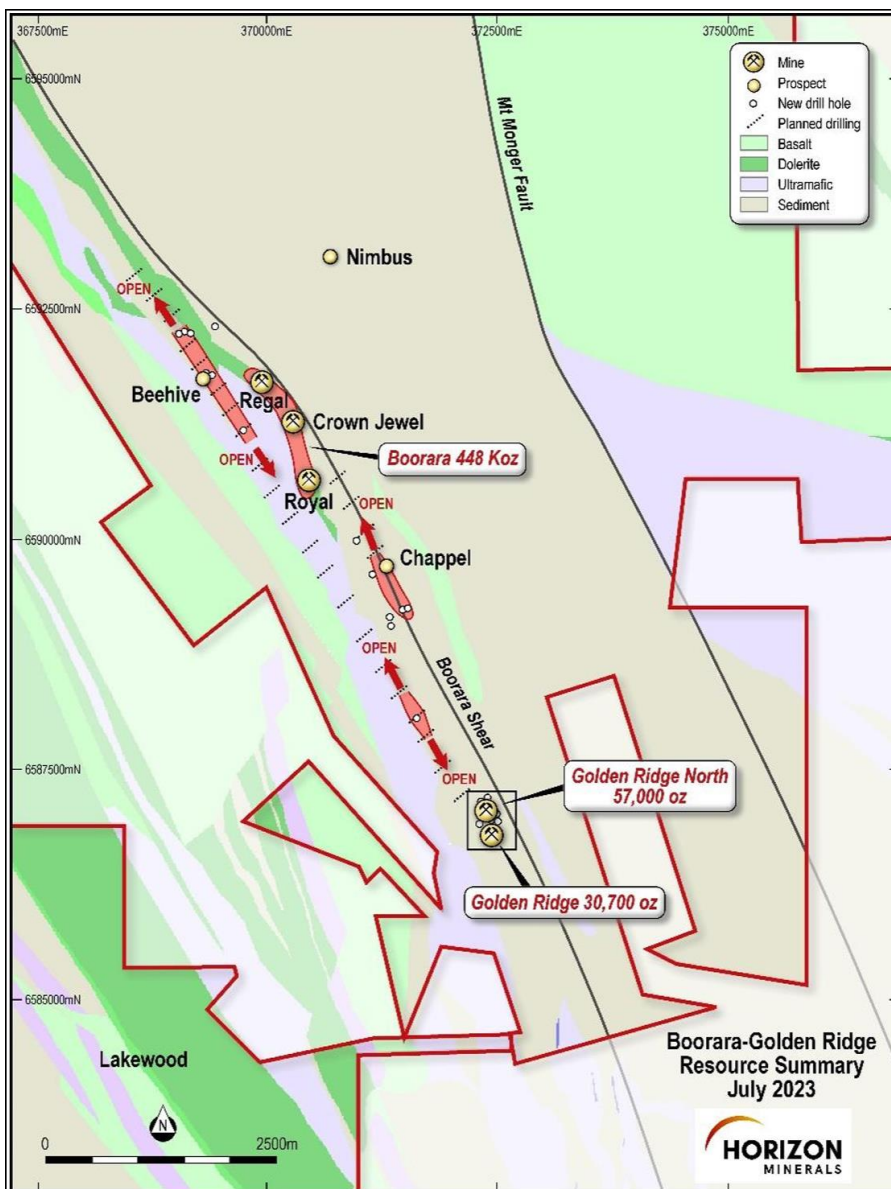 367500mE
370000mE
372500mE
375000mE
6595000mN
6592500mN
6590000mN
6587500mN
6585000mN
Mine
Prospect
New drill hole
Planned drilling
Basalt
Dolerite
Ultramafic
Sediment
Mt Monger Fault
Nimbus
OPEN
Beehive
Regal
Crown Jewel
OPEN
Boorara 448 Koz
Royal
OPEN
Chappel
OPEN
Boorara Shear
OPEN
Golden Ridge North
57,000 oz
Golden Ridge 30,700 oz
Lakewood
N
0
2500m
Boorara-Golden Ridge
Resource Summary
July 2023
HORIZON
MINERALS